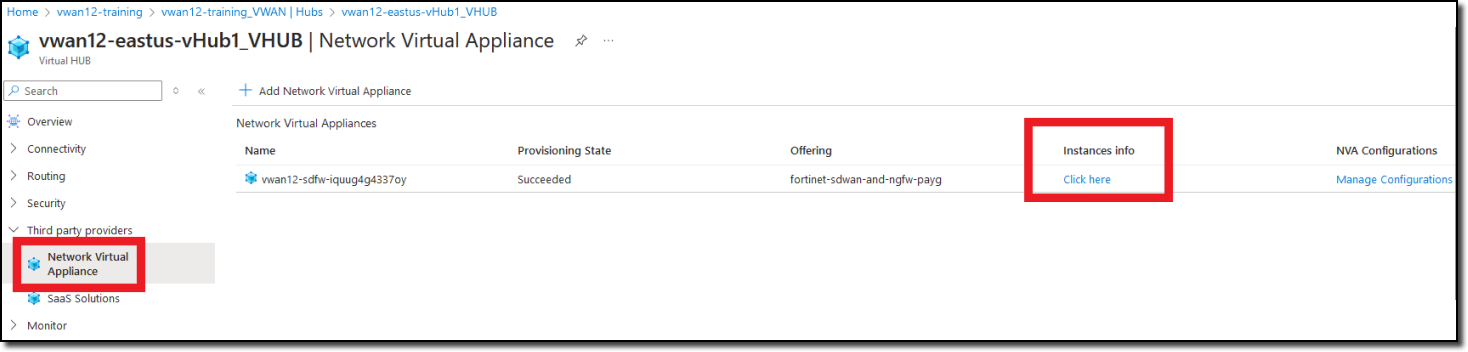 Home > vwan12-training > vwan12-training_VWAN | Hubs > vwan12-eastus-vHub1_VHUB
vwan12-eastus-vHub1_VHUB | Network Virtual Appliance
Virtual HUB
Search
Overview
Connectivity
Routing
Security
Third party providers
Network Virtual
Appliance
SaaS Solutions
Monitor
Add Network Virtual Appliance
Network Virtual Appliances
Name Provisioning State Offering Instances info NVA Configurations
vwan12-sdfw-iquug4g4337oy Succeeded fortinet-sdwan-and-ngfw-payg Click here Manage Configurations